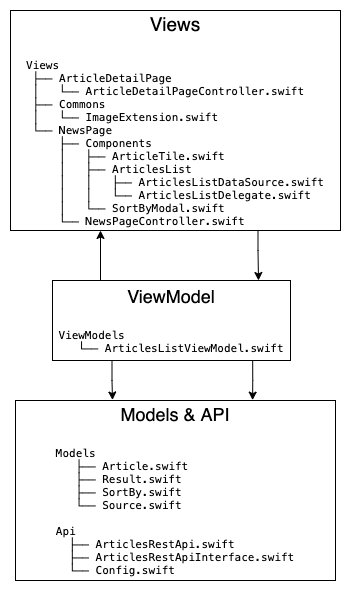 Views
Views
├── ArticleDetailPage
│   └── ArticleDetailPageController.swift
├── Commons
│   └── ImageExtension.swift
└── NewsPage
    ├── Components
    │   ├── ArticleTile.swift
    │   ├── ArticlesList
    │   │   ├── ArticlesListDataSource.swift
    │   │   └── ArticlesListDelegate.swift
    │   └── SortByModal.swift
    └── NewsPageController.swift
ViewModel
ViewModels
└── ArticlesListViewModel.swift
Models & API
Models
├── Article.swift
├── Result.swift
├── SortBy.swift
└── Source.swift
Api
├── ArticlesRestApi.swift
├── ArticlesRestApiInterface.swift
└── Config.swift